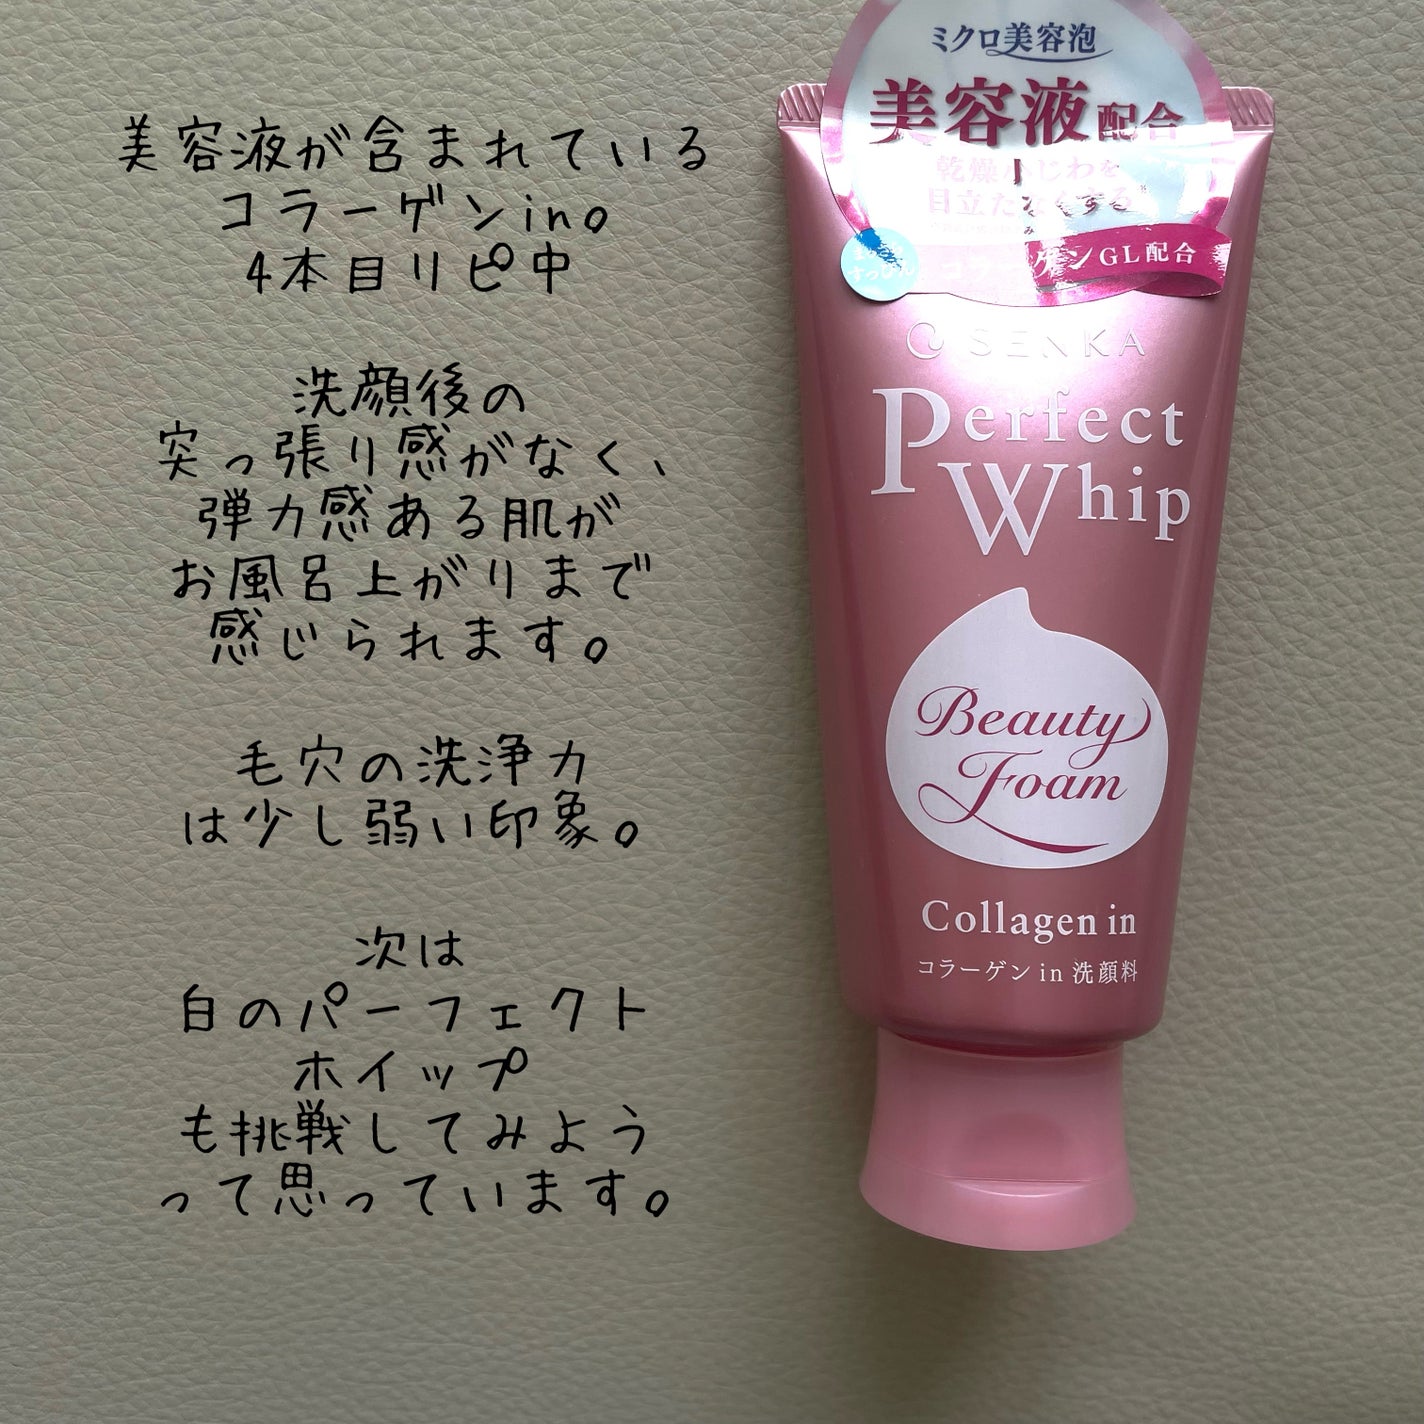 美容液が含まれている
コラーゲンin。
4本目リピ中
洗顔後の
突っ張り感がなく、
弾力感ある肌が
お風呂上がりまで
感じられます。
毛穴の洗浄力
は少し弱い印象。
次は
白のパーフェクト
ホイップ
も挑戦してみよう
って思っています。
ミクロ美容泡
美容液配合
乾燥小じわを
目立たなくする
コラーゲンGL配合
SENKA
Perfect
Whip
Beauty
Foam
Collagen in
コラーゲンin洗顔料